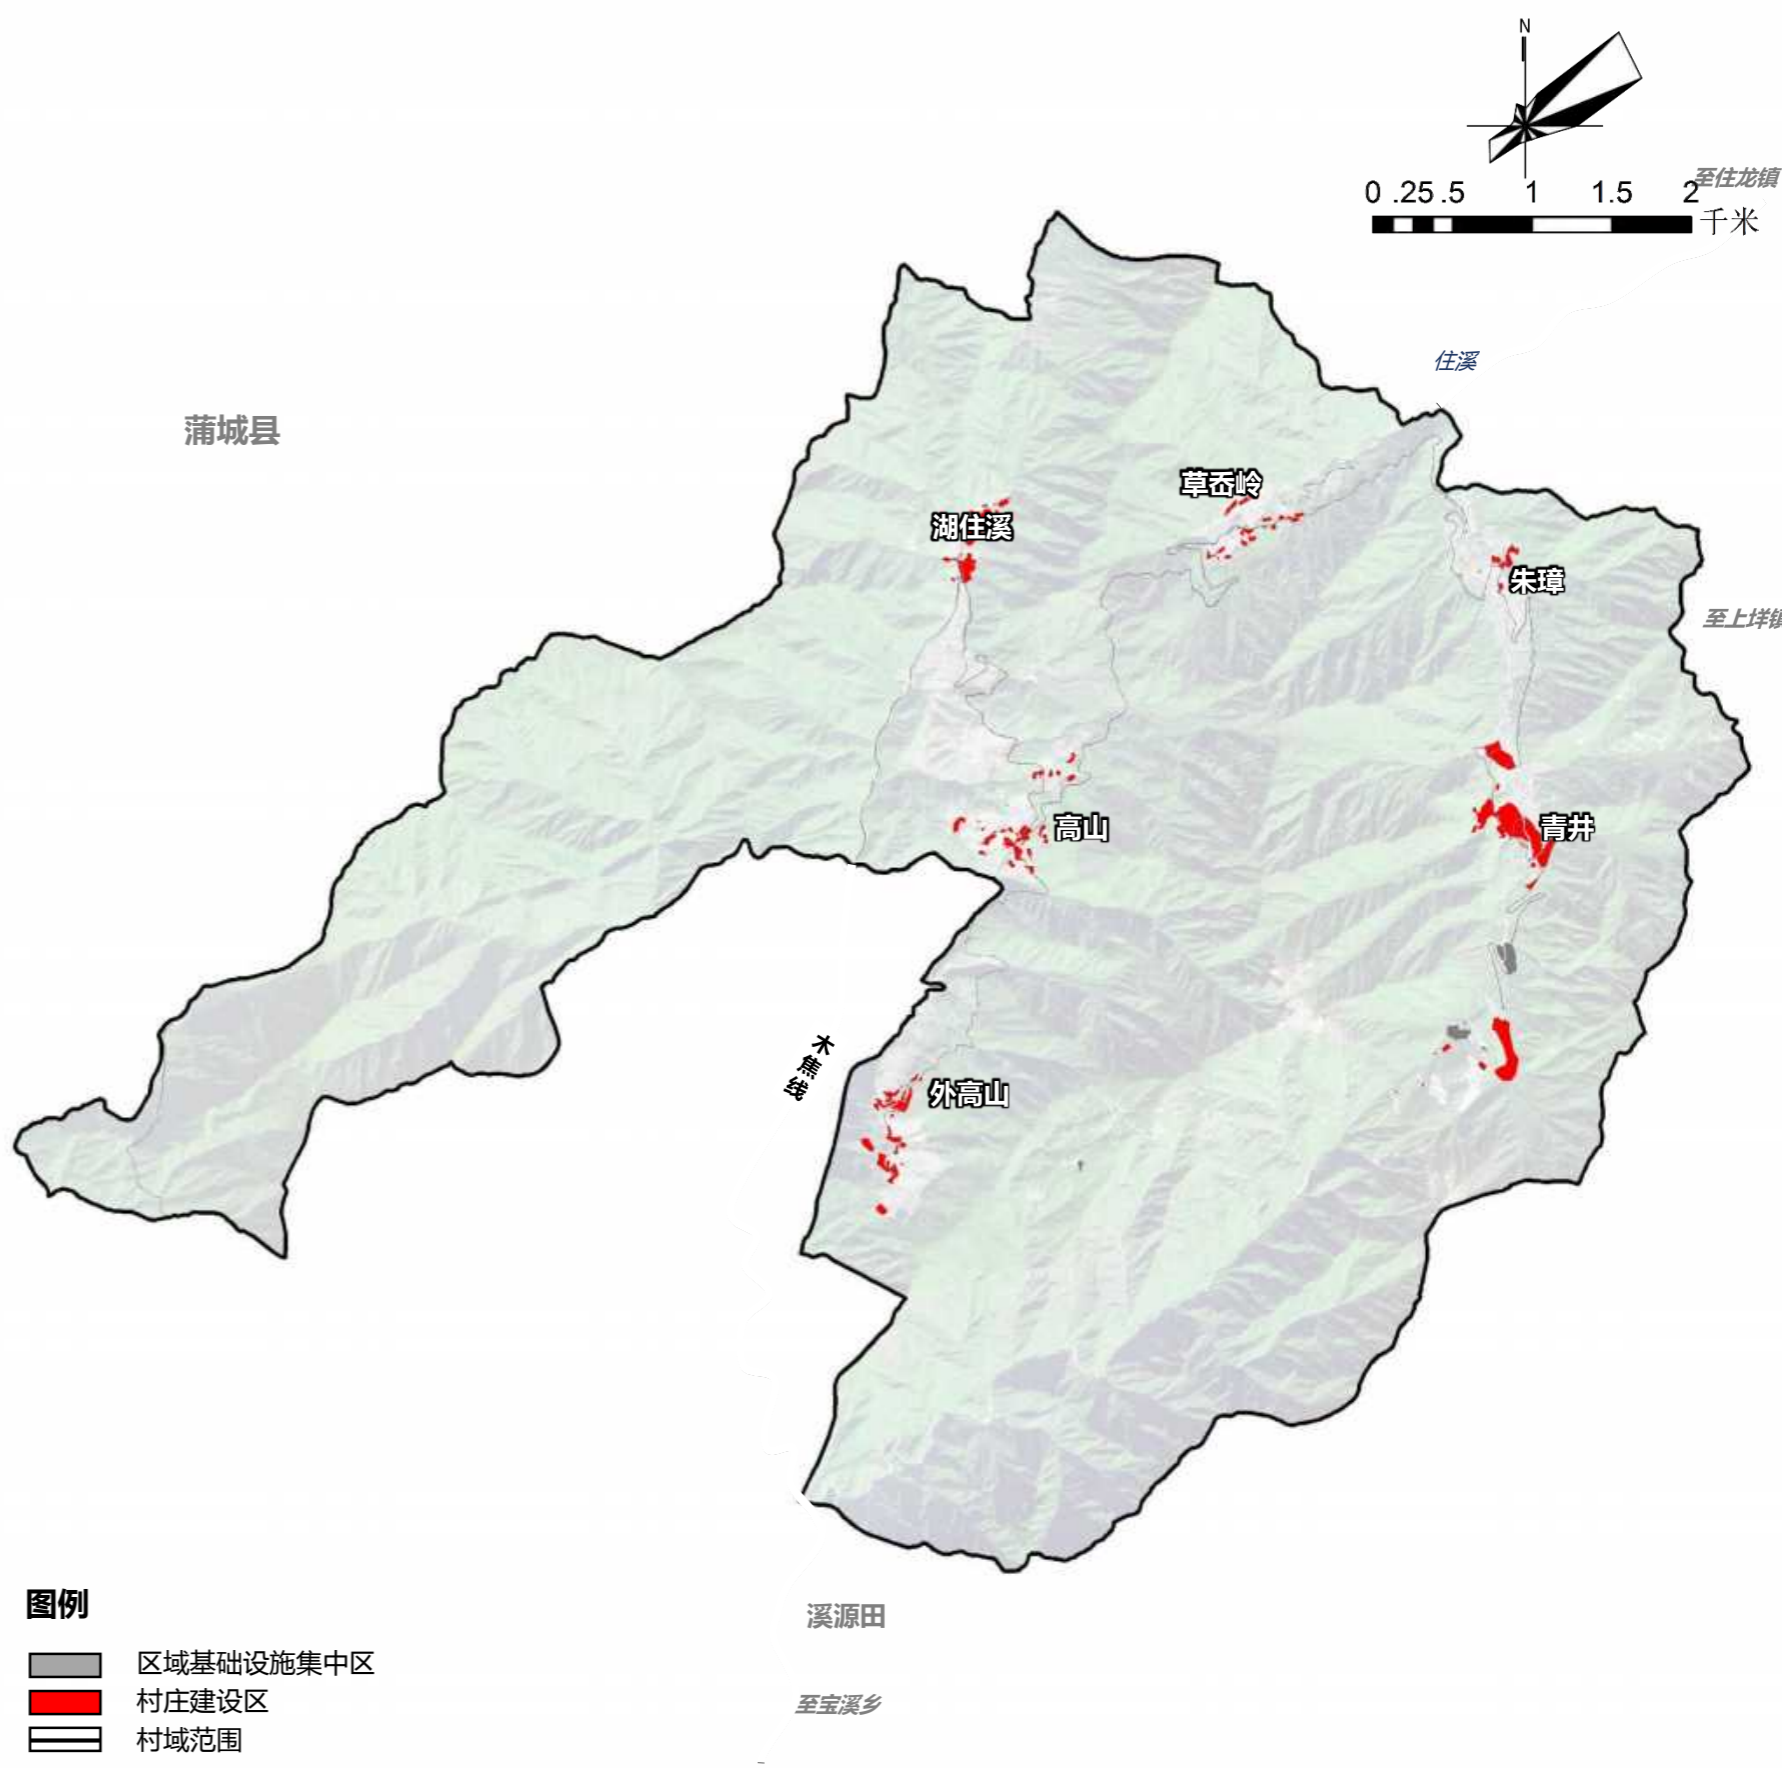 N
至住龙镇
0 .25 .5 1 1.5 2
千米
住溪
蒲城县
草岙岭
湖住溪
朱璋
至上垟镇
高山
青井
木焦线
外高山
图例
区域基础设施集中区
村庄建设区
村域范围
溪源田
至宝溪乡